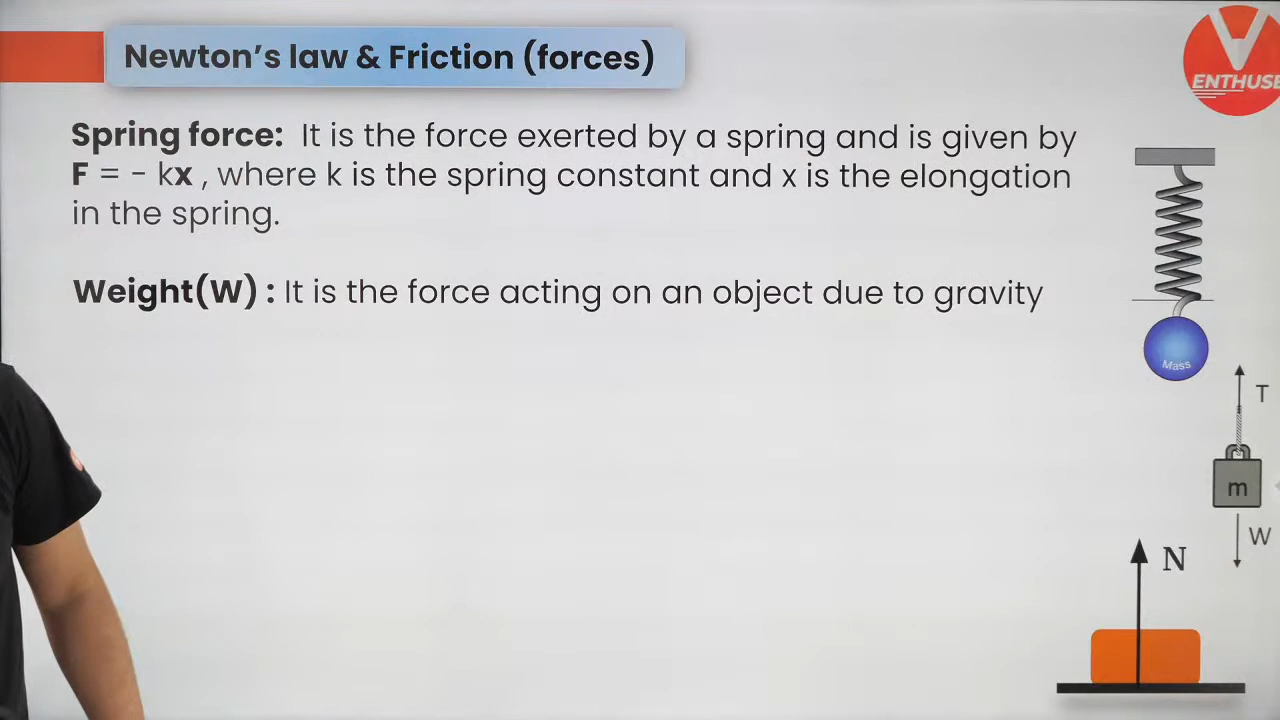 Newton's law & Friction (forces)
ENTHUSE
Spring force: It is the force exerted by a spring and is given by
F = - kx , where k is the spring constant and x is the elongation
in the spring.
Weight(W) : It is the force acting on an object due to gravity
Mass
T
m
W
N